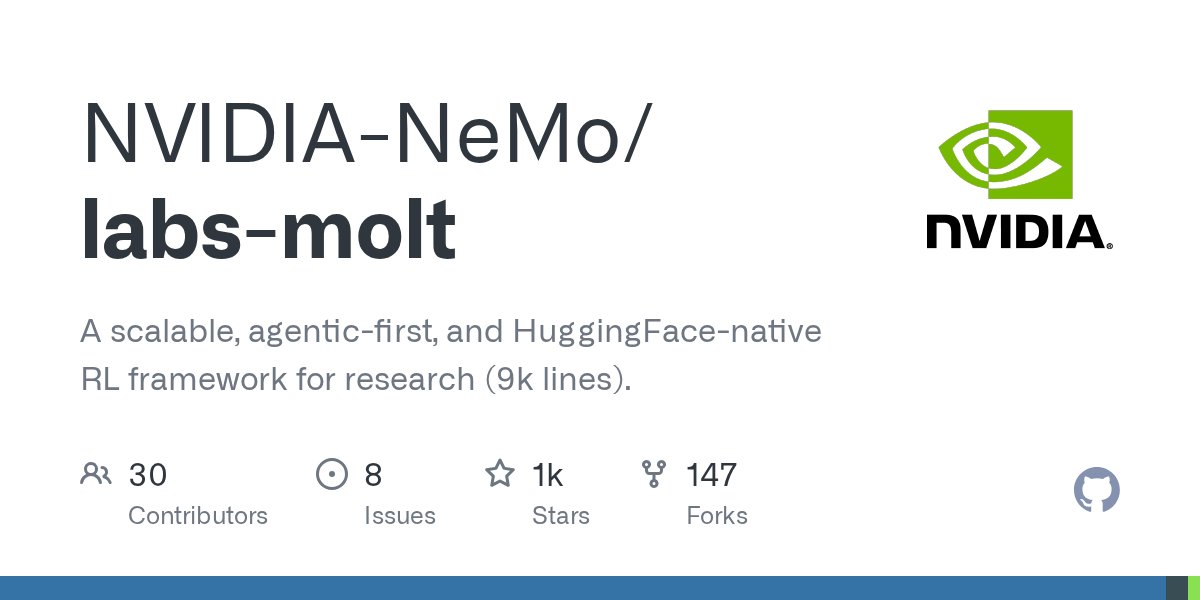 NVIDIA-NeMo/
labs-molt
A scalable, agentic-first, and HuggingFace-native
RL framework for research (9k lines).
30
Contributors
8
Issues
1k
Stars
147
Forks
NVIDIA®